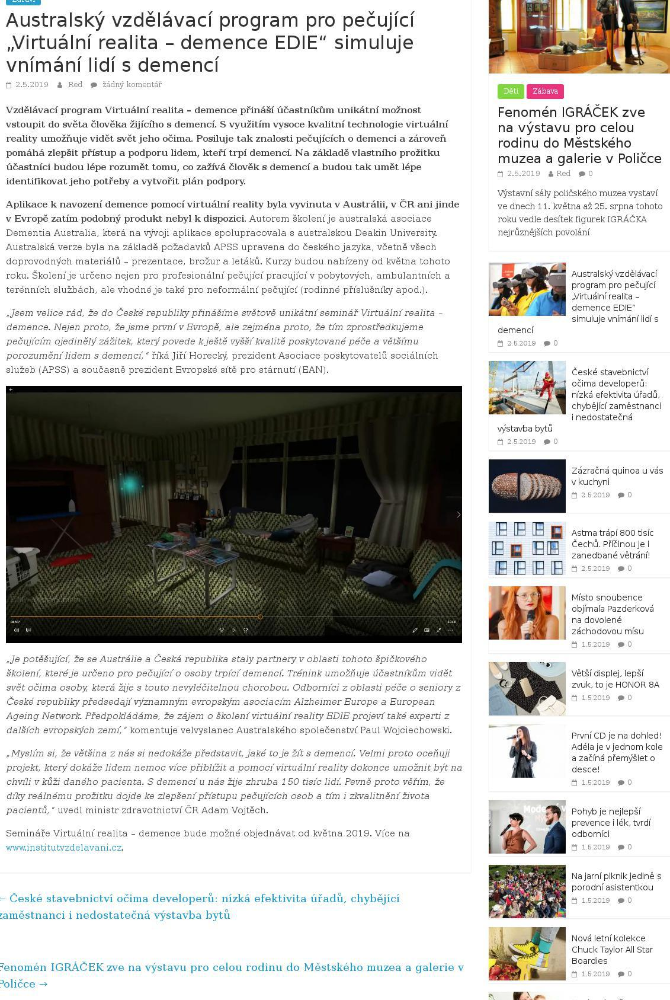 Zdraví
Australský vzdělávací program pro pečující
„Virtuální realita – demence EDIE“ simuluje
vnímání lidí s demencí
2.5.2019 Red žádný komentář
Vzdělávací program Virtuální realita - demence přináší účastníkům unikátní možnost
vstoupit do světa člověka žijícího s demencí. S využitím vysoce kvalitní technologie virtuální
reality umožňuje vidět svět jeho očima. Posiluje tak znalosti pečujících o demenci a zároveň
pomáhá zlepšit přístup a podporu lidem, kteří trpí demencí. Na základě vlastního prožitku
účastníci budou lépe rozumět tomu, co zažívá člověk s demencí a budou tak umět lépe
identifikovat jeho potřeby a vytvořit plán podpory.
Aplikace k navození demence pomocí virtuální reality byla vyvinuta v Austrálii, v ČR ani jinde
v Evropě zatím podobný produkt nebyl k dispozici. Autorem školení je australská asociace
Dementia Australia, která na vývoji aplikace spolupracovala s australskou Deakin University.
Australská verze byla na základě požadavků APSS upravena do českého jazyka, včetně všech
doprovodných materiálů – prezentace, brožur a letáků. Kurzy budou nabízeny od května tohoto
roku. Školení je určeno nejen pro profesionální pečující pracující v pobytových, ambulantních a
terénních službách, ale vhodné je také pro neformální pečující (rodinné příslušníky apod.).
„Jsem velice rád, že do České republiky přinášíme světově unikátní seminář Virtuální realita –
demence. Nejen proto, že jsme první v Evropě, ale zejména proto, že tím zprostředkujeme
pečujícím ojedinělý zážitek, který povede k ještě vyšší kvalitě poskytované péče a většímu
porozumění lidem s demencí,“ říká Jiří Horecký, prezident Asociace poskytovatelů sociálních
služeb (APSS) a současně prezident Evropské sítě pro stárnutí (EAN).
„Je potěšující, že se Austrálie a Česká republika staly partnery v oblasti tohoto špičkového
školení, které je určeno pro pečující o osoby trpící demencí. Trénink umožňuje účastníkům vidět
svět očima osoby, která žije s touto nevyléčitelnou chorobou. Odborníci z oblasti péče o seniory z
České republiky předsedají významným evropským asociacím Alzheimer Europe a European
Ageing Network. Předpokládáme, že zájem o školení virtuální reality EDIE projeví také experti z
dalších evropských zemí,“ komentuje velvyslanec Australského společenství Paul Wojciechowski.
„Myslím si, že většina z nás si nedokáže představit, jaké to je žít s demencí. Velmi proto oceňuji
projekt, který dokáže lidem nemoc více přiblížit a pomocí virtuální reality dokonce umožnit být na
chvíli v kůži daného pacienta. S demencí u nás žije zhruba 150 tisíc lidí. Pevně proto věřím, že
díky reálnému prožitku dojde ke zlepšení přístupu pečujících osob a tím i zkvalitnění života
pacientů,“ uvedl ministr zdravotnictví ČR Adam Vojtěch.
Semináře Virtuální realita – demence bude možné objednávat od května 2019. Více na
www.institutvzdelavani.cz.
← České stavebnictví očima developerů: nízká efektivita úřadů, chybějící
zaměstnanci i nedostatečná výstavba bytů
Fenomén IGRÁČEK zve na výstavu pro celou rodinu do Městského muzea a galerie v
Poličce →
Děti Zábava
Fenomén IGRÁČEK zve
na výstavu pro celou
rodinu do Městského
muzea a galerie v Poličce
2.5.2019 Red 0
Výstavní sály poličského muzea vystaví
ve dnech 11. května až 25. srpna tohoto
roku vedle desítek figurek IGRÁČKA
nejrůznějších povolání
Australský vzdělávací
program pro pečující
„Virtuální realita –
demence EDIE“
simuluje vnímání lidí s
demencí
2.5.2019 0
České stavebnictví
očima developerů:
nízká efektivita úřadů,
chybějící zaměstnanci
i nedostatečná
výstavba bytů
2.5.2019 0
Zázračná quinoa u vás
v kuchyni
2.5.2019 0
Astma trápí 800 tisíc
Čechů. Příčinou je i
zanedbané větrání!
2.5.2019 0
Místo snoubence
objímala Pazderková
na dovolené
záchodovou mísu
1.5.2019 0
Větší displej, lepší
zvuk, to je HONOR 8A
1.5.2019 0
První CD je na dohled!
Adéla je v jednom kole
a začíná přemýšlet o
desce!
1.5.2019 0
Pohyb je nejlepší
prevence i lék, tvrdí
odborníci
1.5.2019 0
Na jarní piknik jedině s
porodní asistentkou
1.5.2019 0
Nová letní kolekce
Chuck Taylor All Star
Boardies
1.5.2019 0